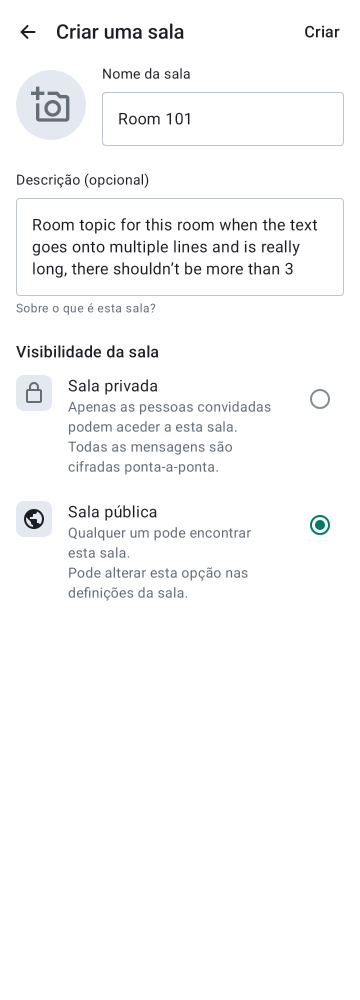 Criar uma sala
Criar
Nome da sala
Room 101
Descrição (opcional)
Room topic for this room when the text
goes onto multiple lines and is really
long, there shouldn’t be more than 3
Sobre o que é esta sala?
Visibilidade da sala
Sala privada
Apenas as pessoas convidadas
podem aceder a esta sala.
Todas as mensagens são
cifradas ponta-a-ponta.
Sala pública
Qualquer um pode encontrar
esta sala.
Pode alterar esta opção nas
definições da sala.